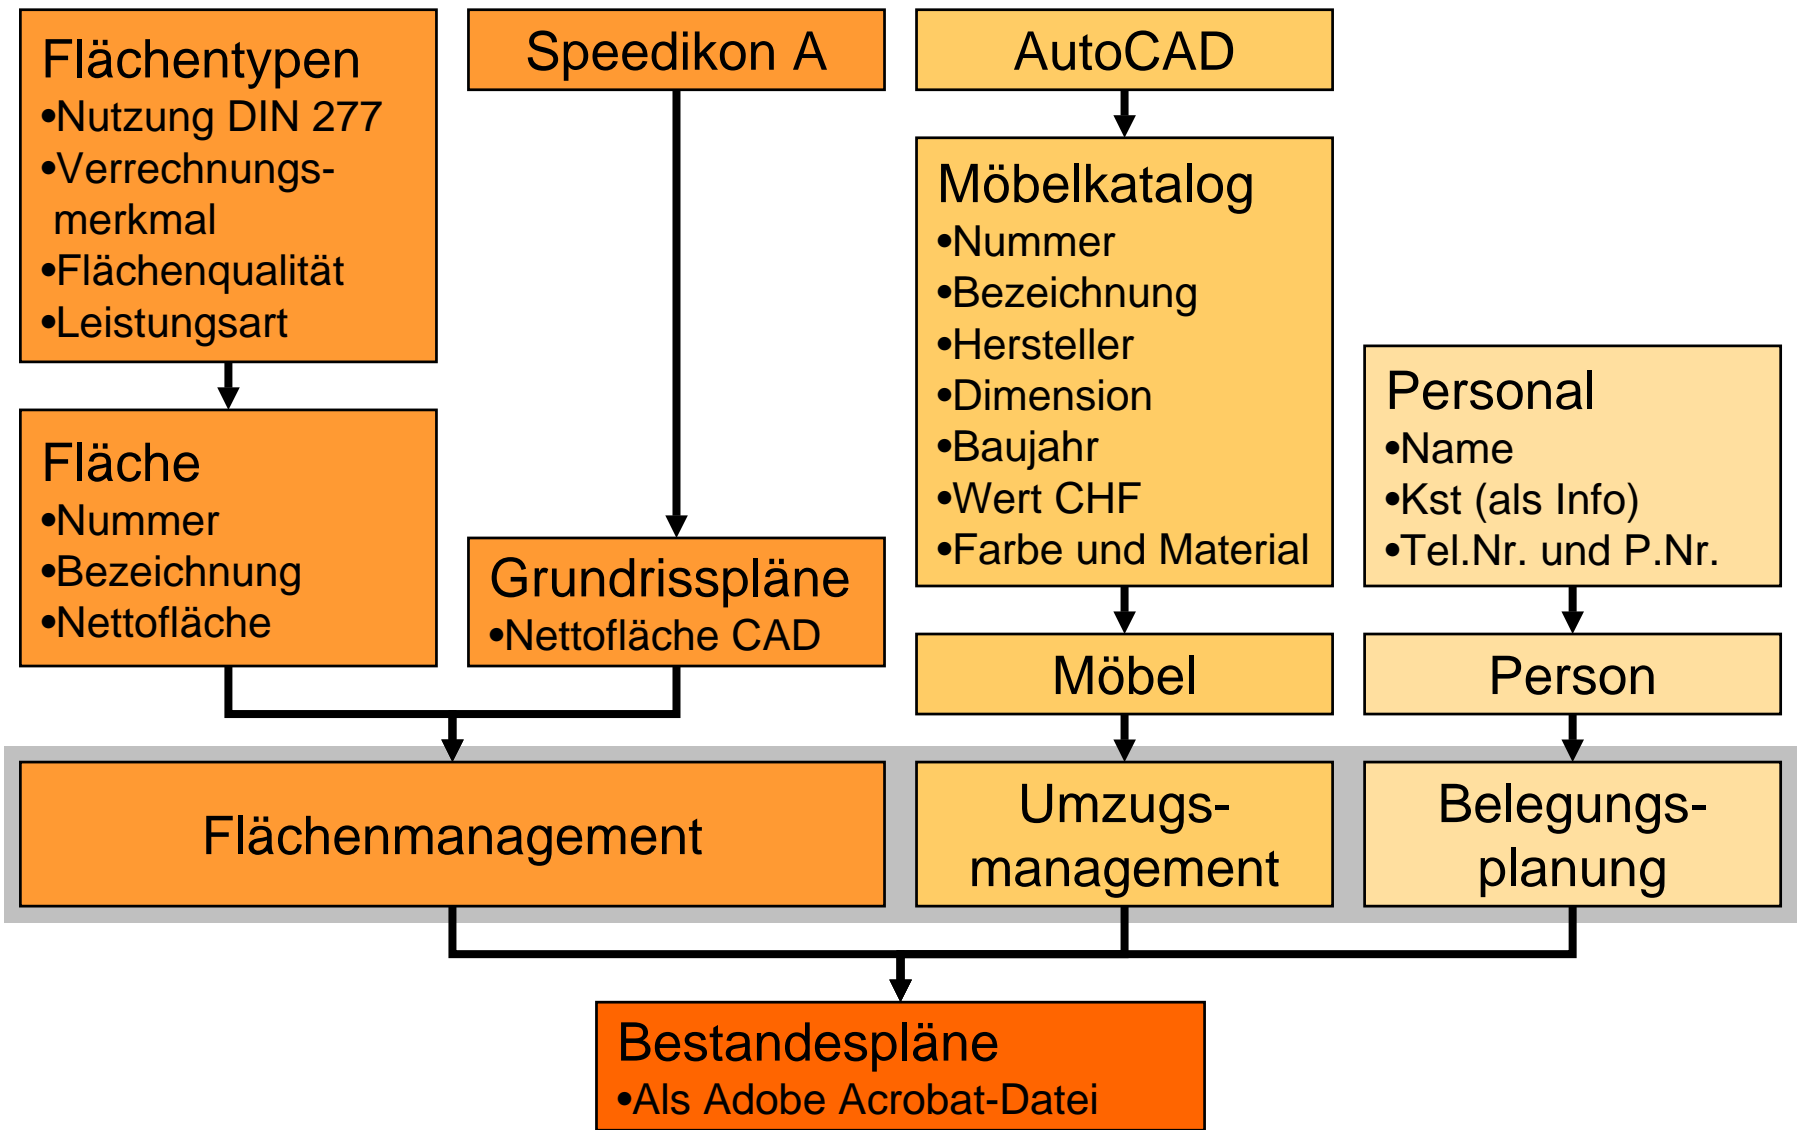 Flächentypen
•Nutzung DIN 277
•Verrechnungs-
merkmal
•Flächenqualität
•Leistungsart
Speedikon A
AutoCAD
Möbelkatalog
•Nummer
•Bezeichnung
•Hersteller
•Dimension
•Baujahr
•Wert CHF
•Farbe und Material
Personal
•Name
•Kst (als Info)
•Tel.Nr. und P.Nr.
Fläche
•Nummer
•Bezeichnung
•Nettofläche
Grundrisspläne
•Nettofläche CAD
Möbel
Person
Flächenmanagement
Umzugs-
management
Belegungs-
planung
Bestandespläne
•Als Adobe Acrobat-Datei